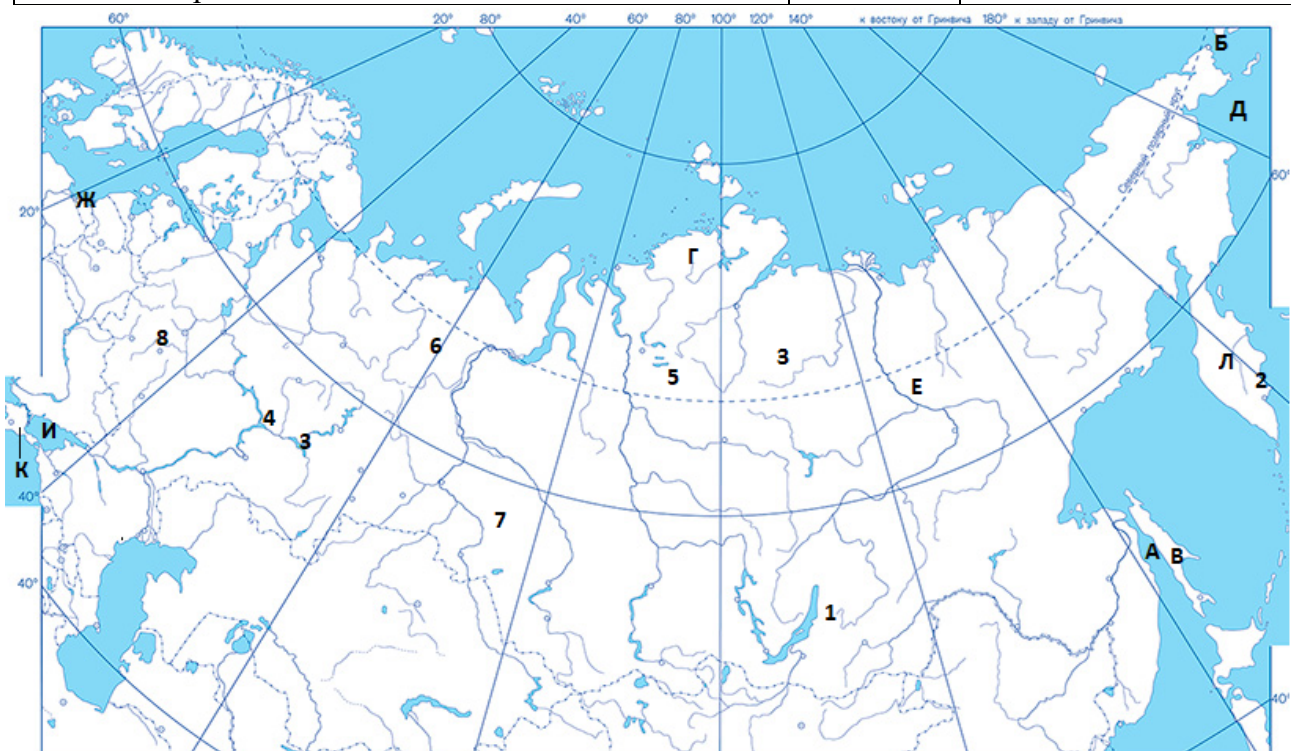 60° 20° 80° 40° 60° 80° 100° 120° 140° к востоку от Гринвича 180° к западу от Гринвича
Б
Д
Северный полярный круг
60°
Ж
20°
Г
8
6
5
З
Е
Л
2
4
И
3
К
40°
7
А
В
40°
1
40°